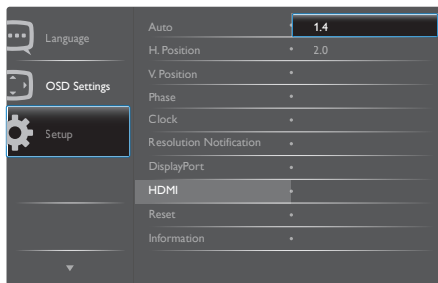 Language
OSD Settings
Setup
Auto
H. Position
V. Position
Phase
Clock
Resolution Notification
DisplayPort
HDMI
Reset
Information
1.4
2.0